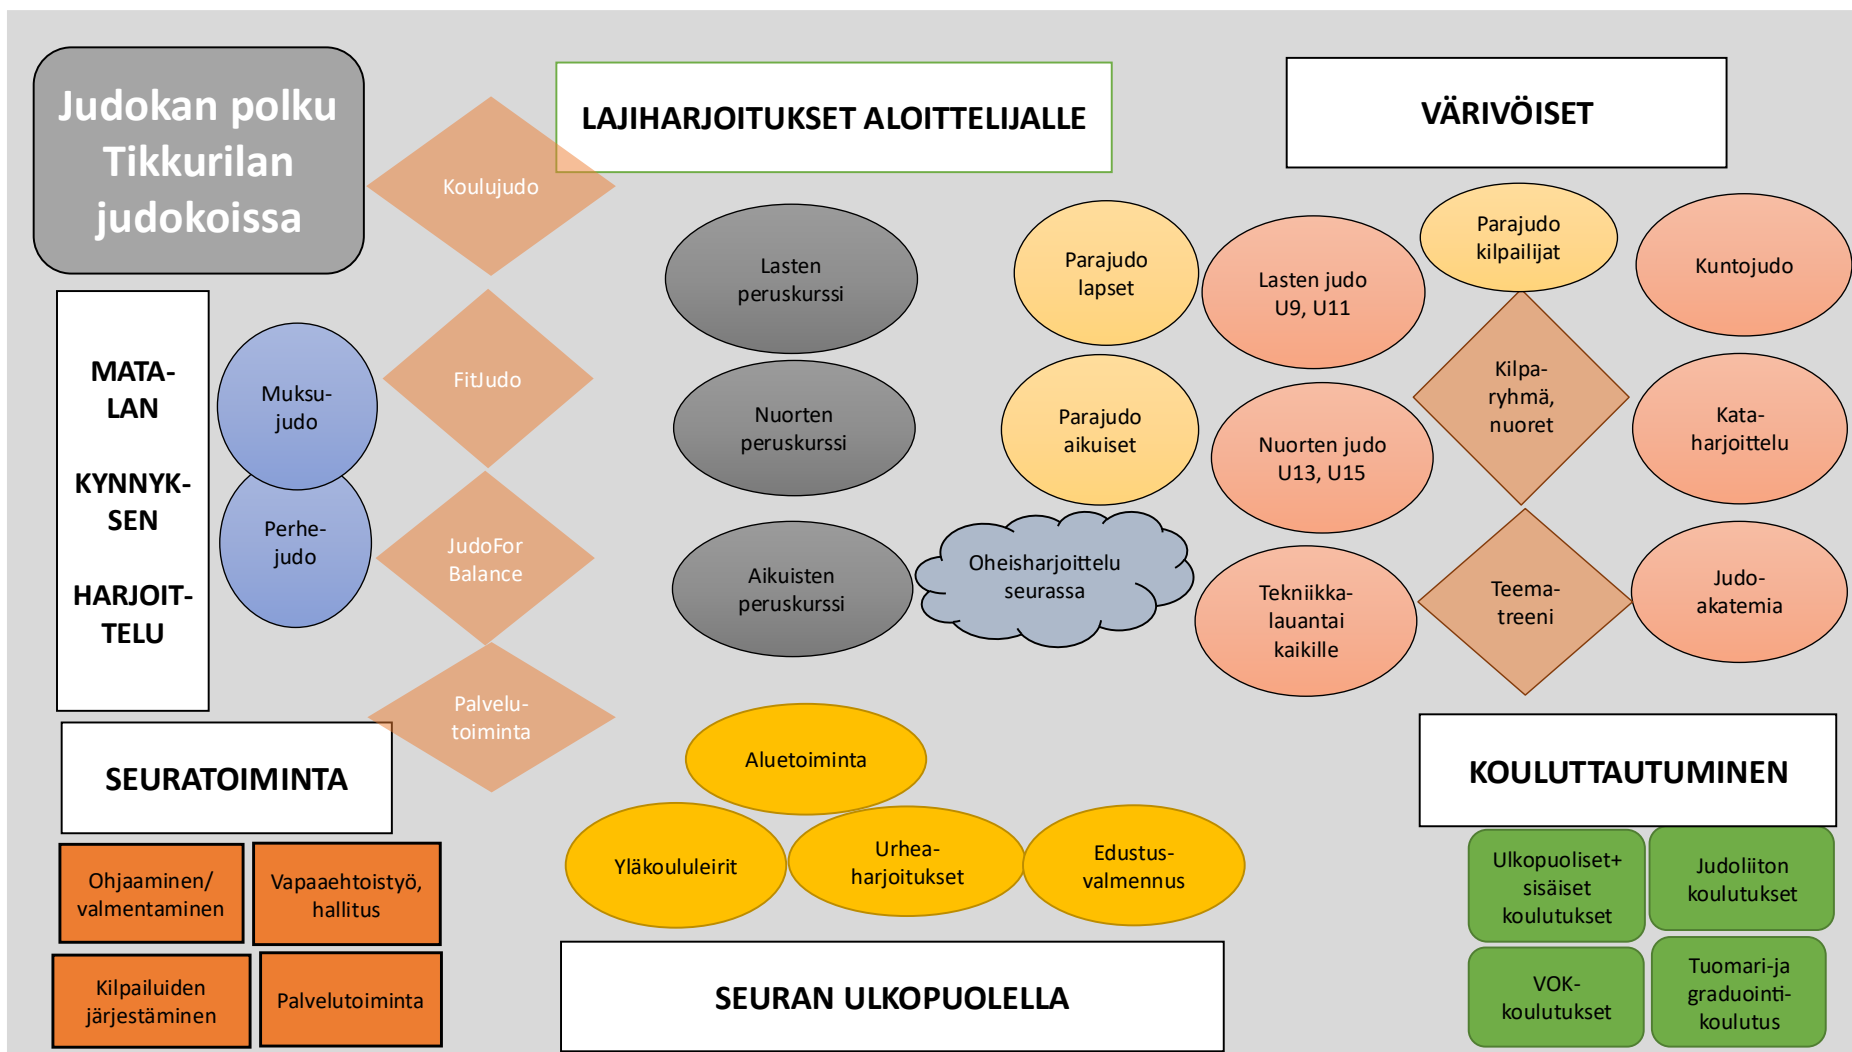 Judokan polku
Tikkurilan
judokoissa
Koulujudo
LAJIHARJOITUKSET ALOITTELIJALLE
VÄRIVÖISET
MATA-
LAN
KYNNYK-
SEN
HARJOIT-
TELU
Muksu-
judo
Perhe-
judo
FitJudo
JudoFor
Balance
Palvelu-
toiminta
Lasten
peruskurssi
Nuorten
peruskurssi
Aikuisten
peruskurssi
Parajudo
lapset
Parajudo
aikuiset
Oheisharjoittelu
seurassa
Lasten judo
U9, U11
Nuorten judo
U13, U15
Tekniikka-
lauantai
kaikille
Parajudo
kilpailijat
Kilpa-
ryhmä,
nuoret
Teema-
treeni
Kuntojudo
Kata-
harjoittelu
Judo-
akatemia
SEURATOIMINTA
Ohjaaminen/
valmentaminen
Vapaaehtoistyö,
hallitus
Kilpailuiden
järjestäminen
Palvelutoiminta
Aluetoiminta
Yläkoululeirit
Urhea-
harjoitukset
Edustus-
valmennus
SEURAN ULKOPUOLELLA
KOULUTTAUTUMINEN
Ulkopuoliset+
sisäiset
koulutukset
Judoliiton
koulutukset
VOK-
koulutukset
Tuomari-ja
graduointi-
koulutus